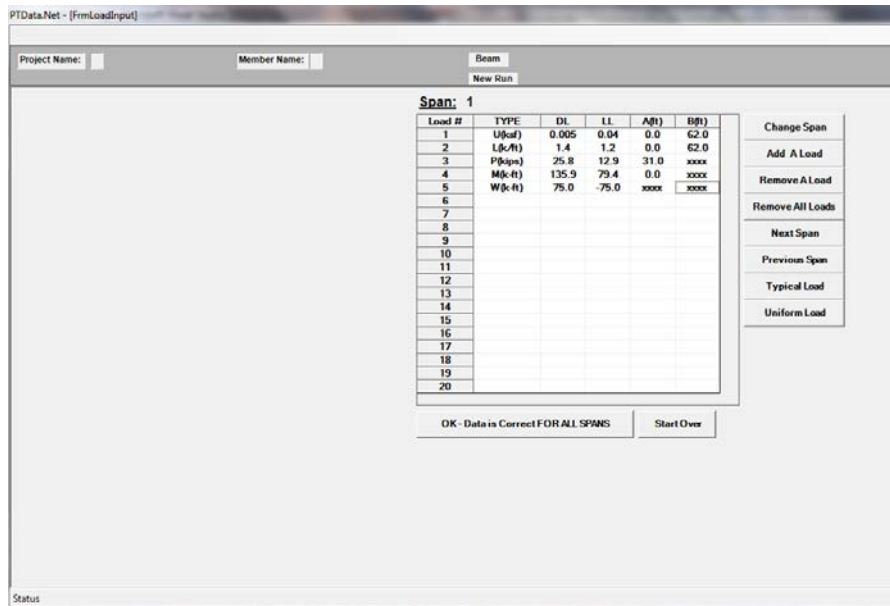 PTData.Net - [FrmLoadInput]
Project Name:
Member Name:
Beam
New Run
Span: 1
Load # TYPE DL LL A(ft) B(ft)
1 U(ksf) 0.005 0.04 0.0 62.0
2 L(k/ft) 1.4 1.2 0.0 62.0
3 P(kips) 25.8 12.9 31.0 xxxx
4 M(k-ft) 135.9 79.4 0.0 xxxx
5 W(k-ft) 75.0 -75.0 xxxx xxxx
6
7
8
9
10
11
12
13
14
15
16
17
18
19
20
Change Span
Add A Load
Remove A Load
Remove All Loads
Next Span
Previous Span
Typical Load
Uniform Load
OK - Data is Correct FOR ALL SPANS
Start Over
Status